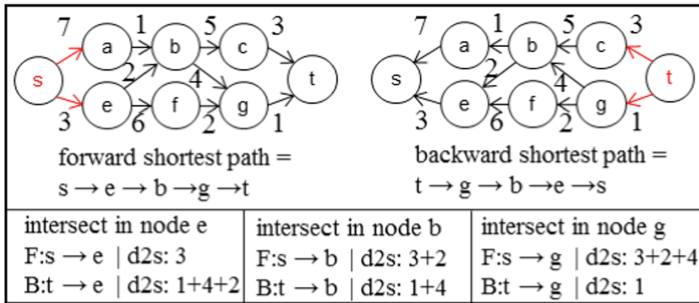 7 1 5 3
a b c
s 2 4 t
e f g
3 6 2 1
forward shortest path =
s → e → b → g → t
7 1 5 3
a b c
s 2 4 t
e f g
3 6 2 1
backward shortest path =
t → g → b → e → s
intersect in node e
F:s → e | d2s: 3
B:t → e | d2s: 1+4+2
intersect in node b
F:s → b | d2s: 3+2
B:t → b | d2s: 1+4
intersect in node g
F:s → g | d2s: 3+2+4
B:t → g | d2s: 1